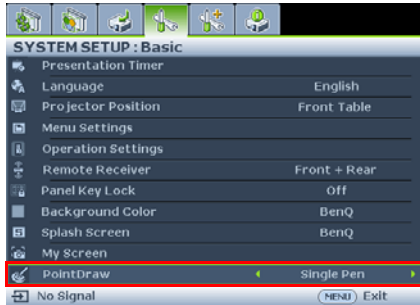 SYSTEM SETUP : Basic
Presentation Timer
Language English
Projector Position Front Table
Menu Settings
Operation Settings
Remote Receiver Front + Rear
Panel Key Lock Off
Background Color BenQ
Splash Screen BenQ
My Screen
PointDraw Single Pen
No Signal MENU Exit